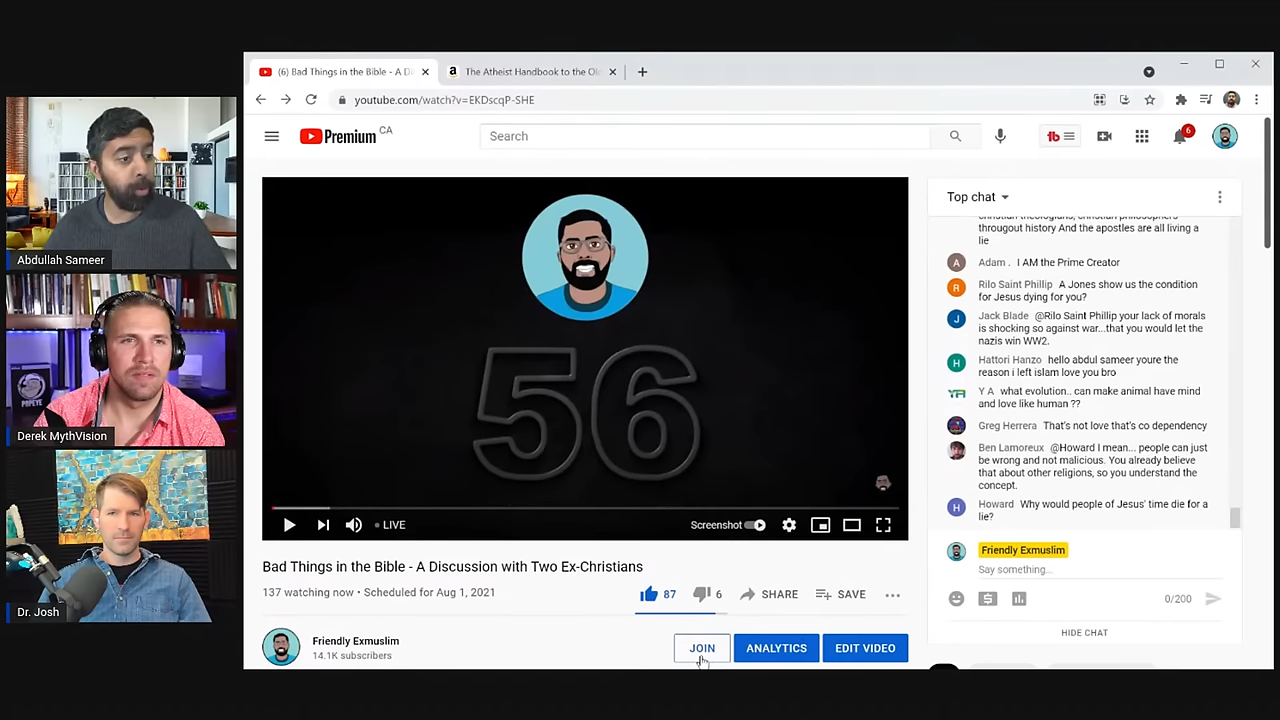 Abdullah Sameer
Derek MythVision
POPEYE
Dr. Josh
(6) Bad Things in the Bible - A D
The Atheist Handbook to the Ol
youtube.com/watch?v=EKDscqP-SHE
Premium CA
Search
6
56
LIVE
Screenshot
Bad Things in the Bible - A Discussion with Two Ex-Christians
137 watching now • Scheduled for Aug 1, 2021
87
6
SHARE
SAVE
Friendly Exmuslim
14.1K subscribers
JOIN
ANALYTICS
EDIT VIDEO
Top chat
christian theologians, christian philosophers
througout history And the apostles are all living a
lie
A
Adam . I AM the Prime Creator
R
Rilo Saint Phillip A Jones show us the condition
for Jesus dying for you?
J
Jack Blade @Rilo Saint Phillip your lack of morals
is shocking so against war...that you would let the
nazis win WW2.
H
Hattori Hanzo hello abdul sameer youre the
reason i left islam love you bro
YA
Y A what evolution.. can make animal have mind
and love like human ??
Greg Herrera That's not love that's co dependency
Ben Lamoreux @Howard I mean... people can just
be wrong and not malicious. You already believe
that about other religions, so you understand the
concept.
H
Howard Why would people of Jesus' time die for a
lie?
Friendly Exmuslim
Say something...
0/200
HIDE CHAT